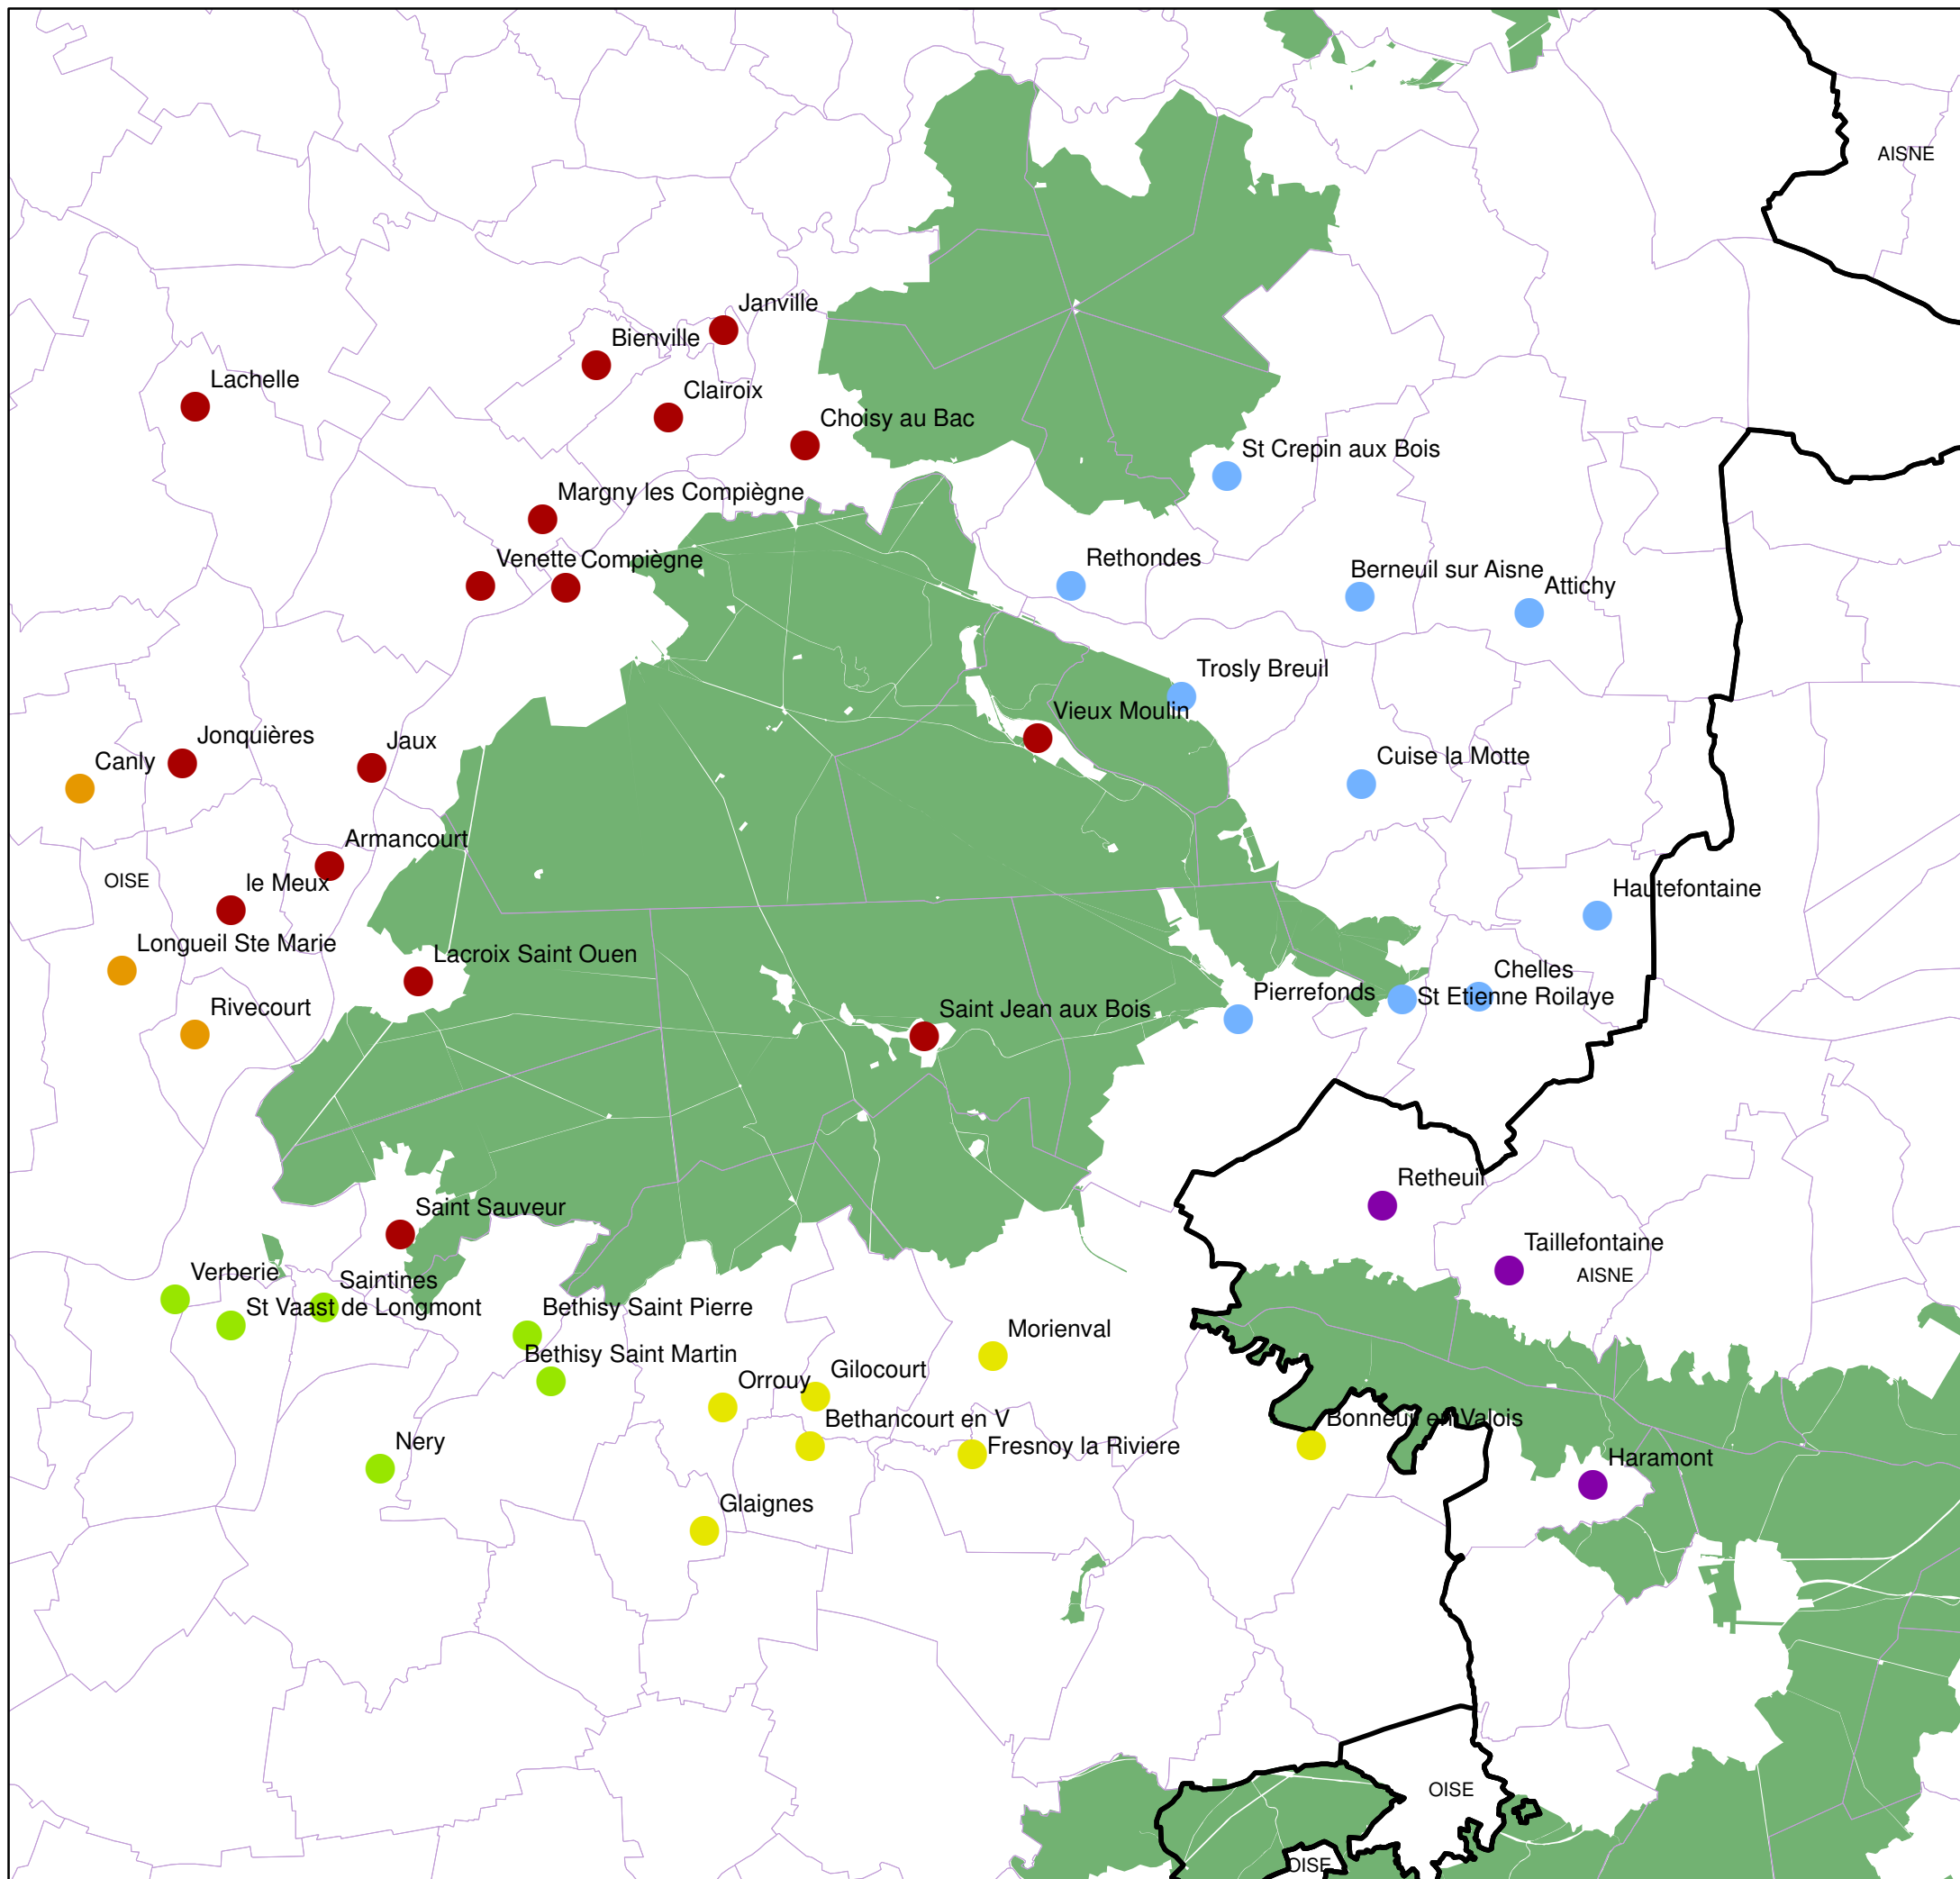 AISNE
Janville
Bienville
Lachelle
Clairoix
Choisy au Bac
St Crepin aux Bois
Margny les Compiègne
Venette
Compiègne
Rethondes
Berneuil sur Aisne
Attichy
Trosly Breuil
Vieux Moulin
Jonquières
Jaux
Canly
Cuise la Motte
Armancourt
OISE
le Meux
Hautefontaine
Longueil Ste Marie
Lacroix Saint Ouen
Chelles
Pierrefonds
St Etienne Roilaye
Rivecourt
Saint Jean aux Bois
Retheuil
Saint Sauveur
Taillefontaine
AISNE
Verberie
Saintines
St Vaast de Longmont
Bethisy Saint Pierre
Morienval
Bethisy Saint Martin
Gilocourt
Orrouy
Bethancourt en V
Bonneuil en Valois
Nery
Fresnoy la Riviere
Haramont
Glaignes
OISE
OISE